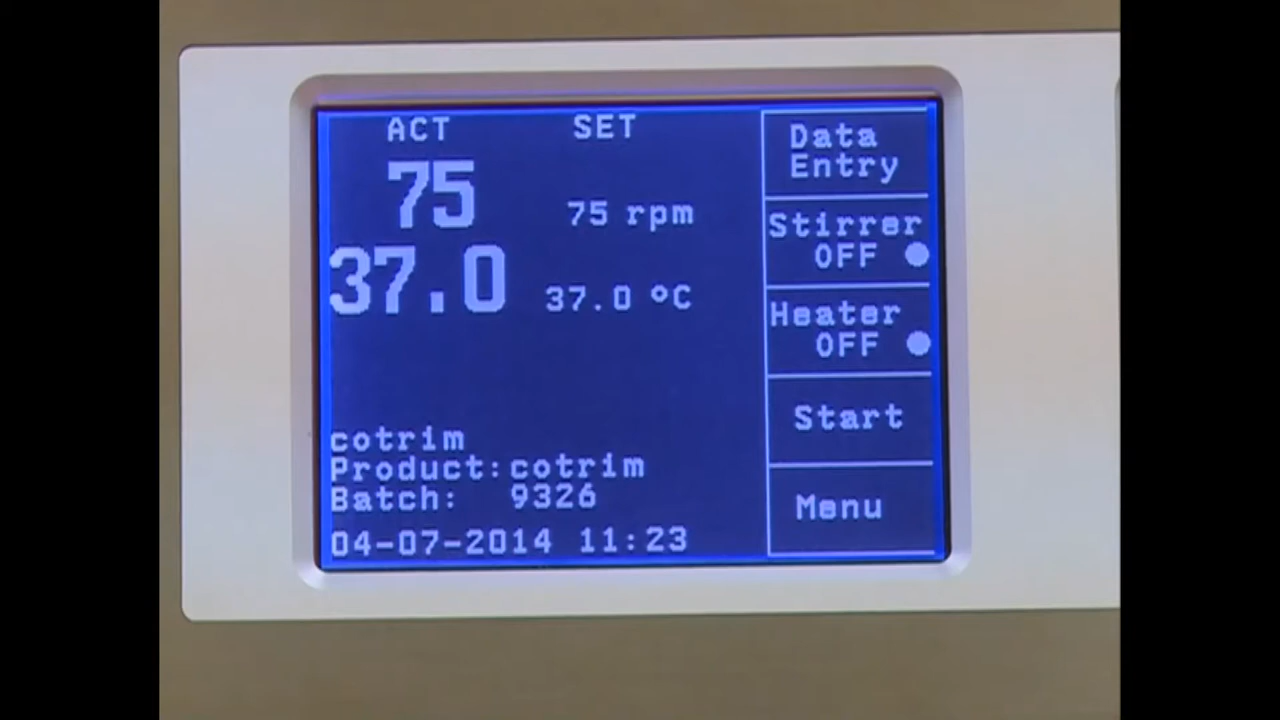 ACT SET
75 75 rpm
37.0 37.0 °C
cotrim
Product: cotrim
Batch: 9326
04-07-2014 11:23
Data
Entry
Stirrer
OFF
Heater
OFF
Start
Menu